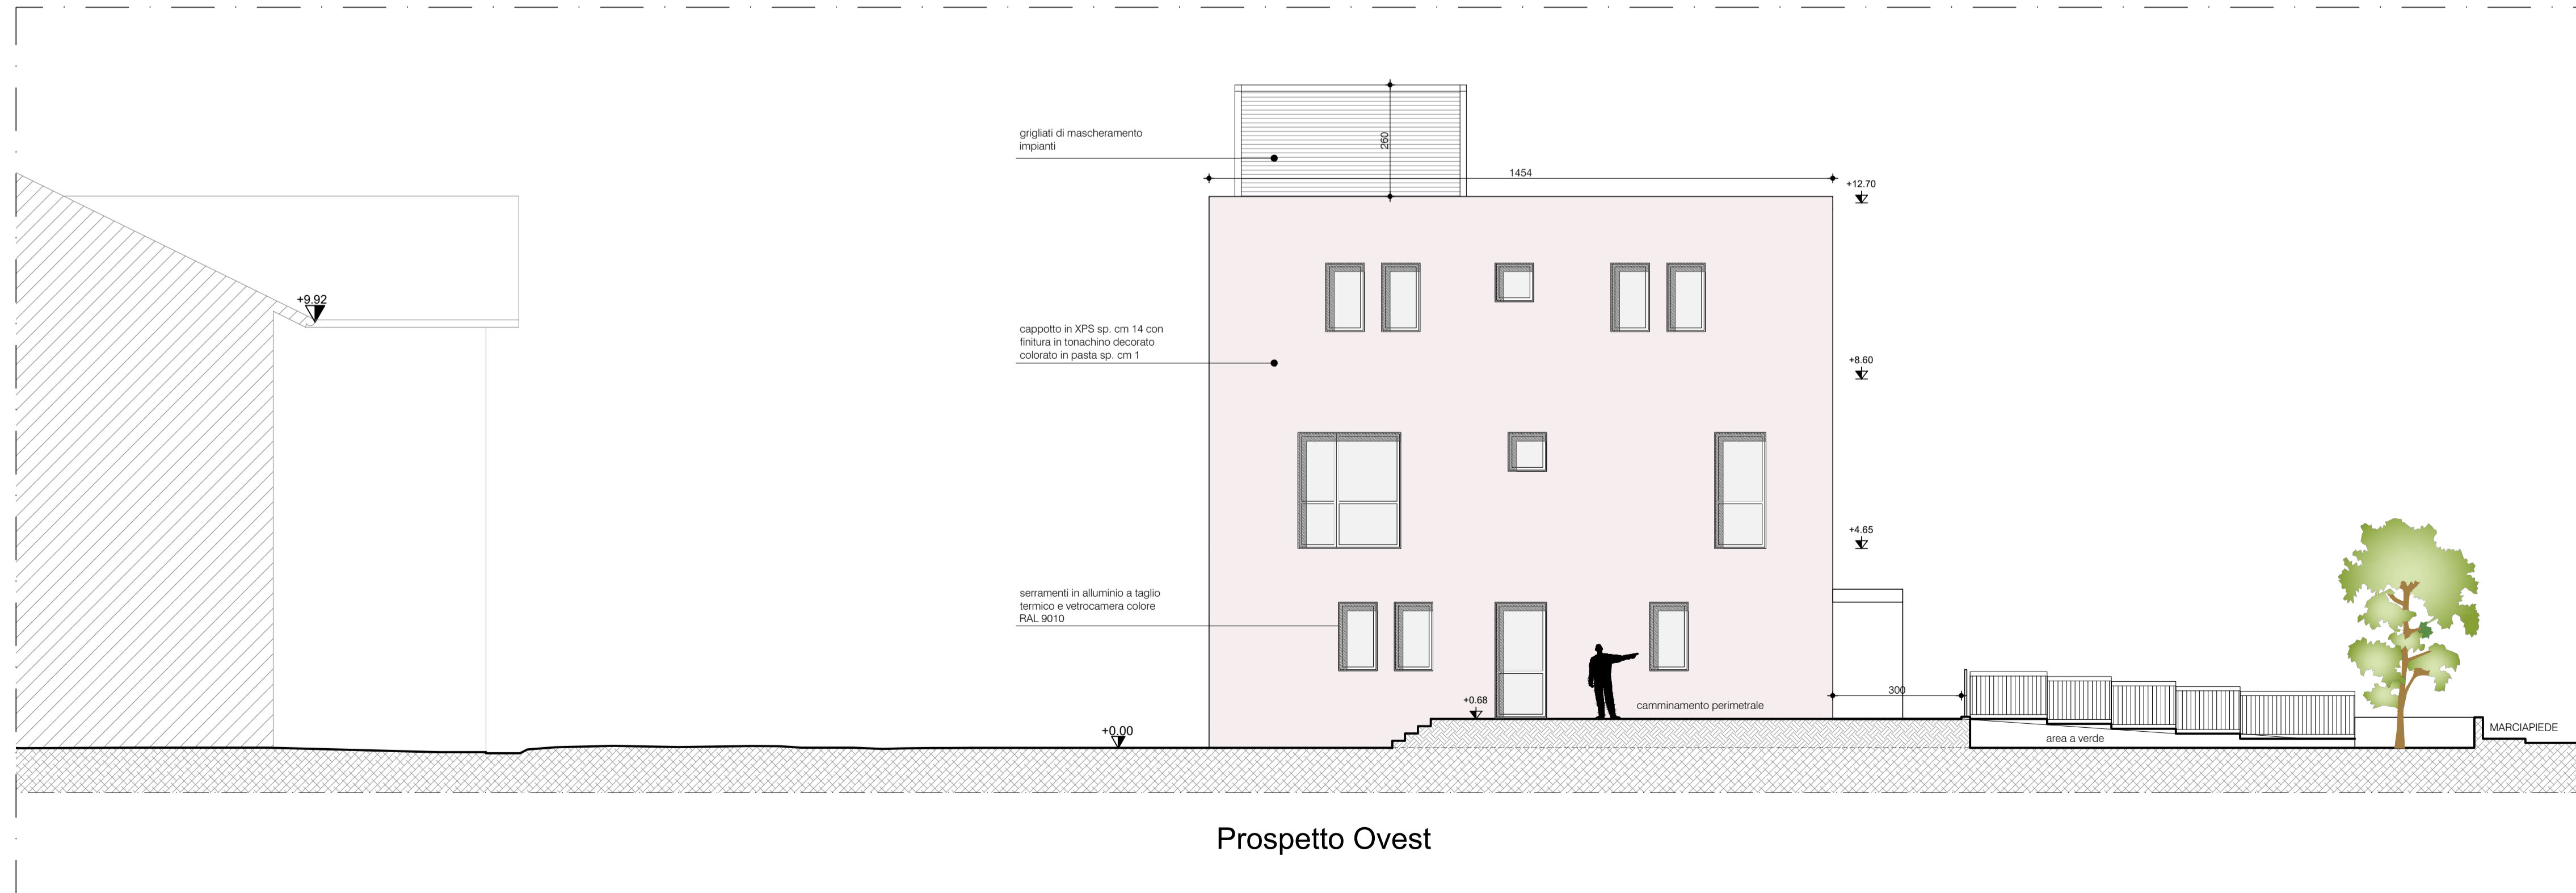 grigliati di mascheramento
impianti
260
1454
+12.70
+9.92
cappotto in XPS sp. cm 14 con
finitura in tonachino decorato
colorato in pasta sp. cm 1
+8.60
+4.65
serramenti in alluminio a taglio
termico e vetrocamera colore
RAL 9010
300
+0.68
camminamento perimetrale
+0.00
area a verde
MARCIAPIEDE
Prospetto Ovest